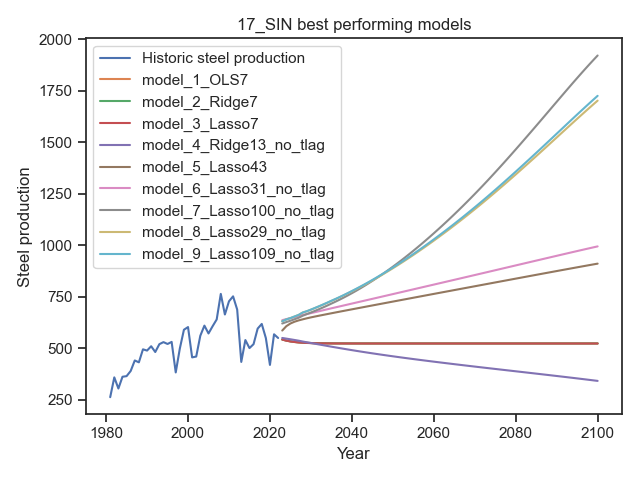 17_SIN best performing models
Historic steel production
model_1_OLS7
model_2_Ridge7
model_3_Lasso7
model_4_Ridge13_no_tlag
model_5_Lasso43
model_6_Lasso31_no_tlag
model_7_Lasso100_no_tlag
model_8_Lasso29_no_tlag
model_9_Lasso109_no_tlag
Steel production
2000
1750
1500
1250
1000
750
500
250
1980 2000 2020 2040 2060 2080 2100
Year